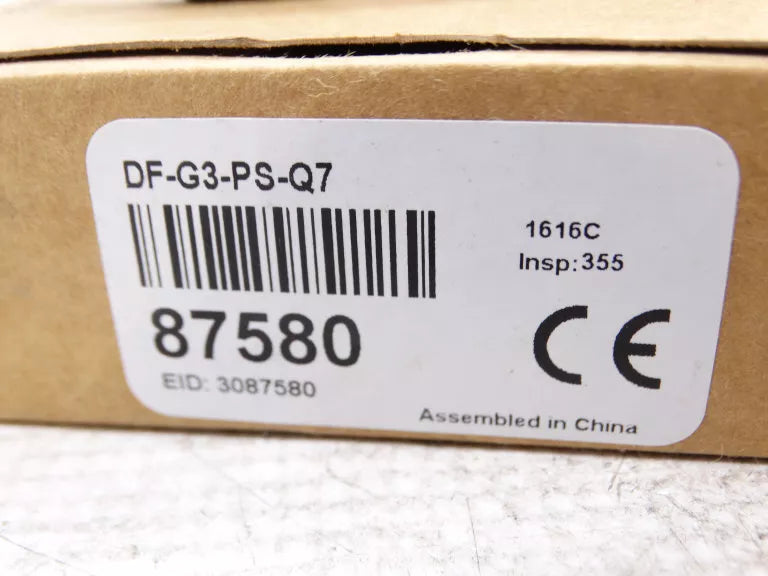 DF-G3-PS-Q7
1616C
Insp:355
87580
EID: 3087580
CE
Assembled in China